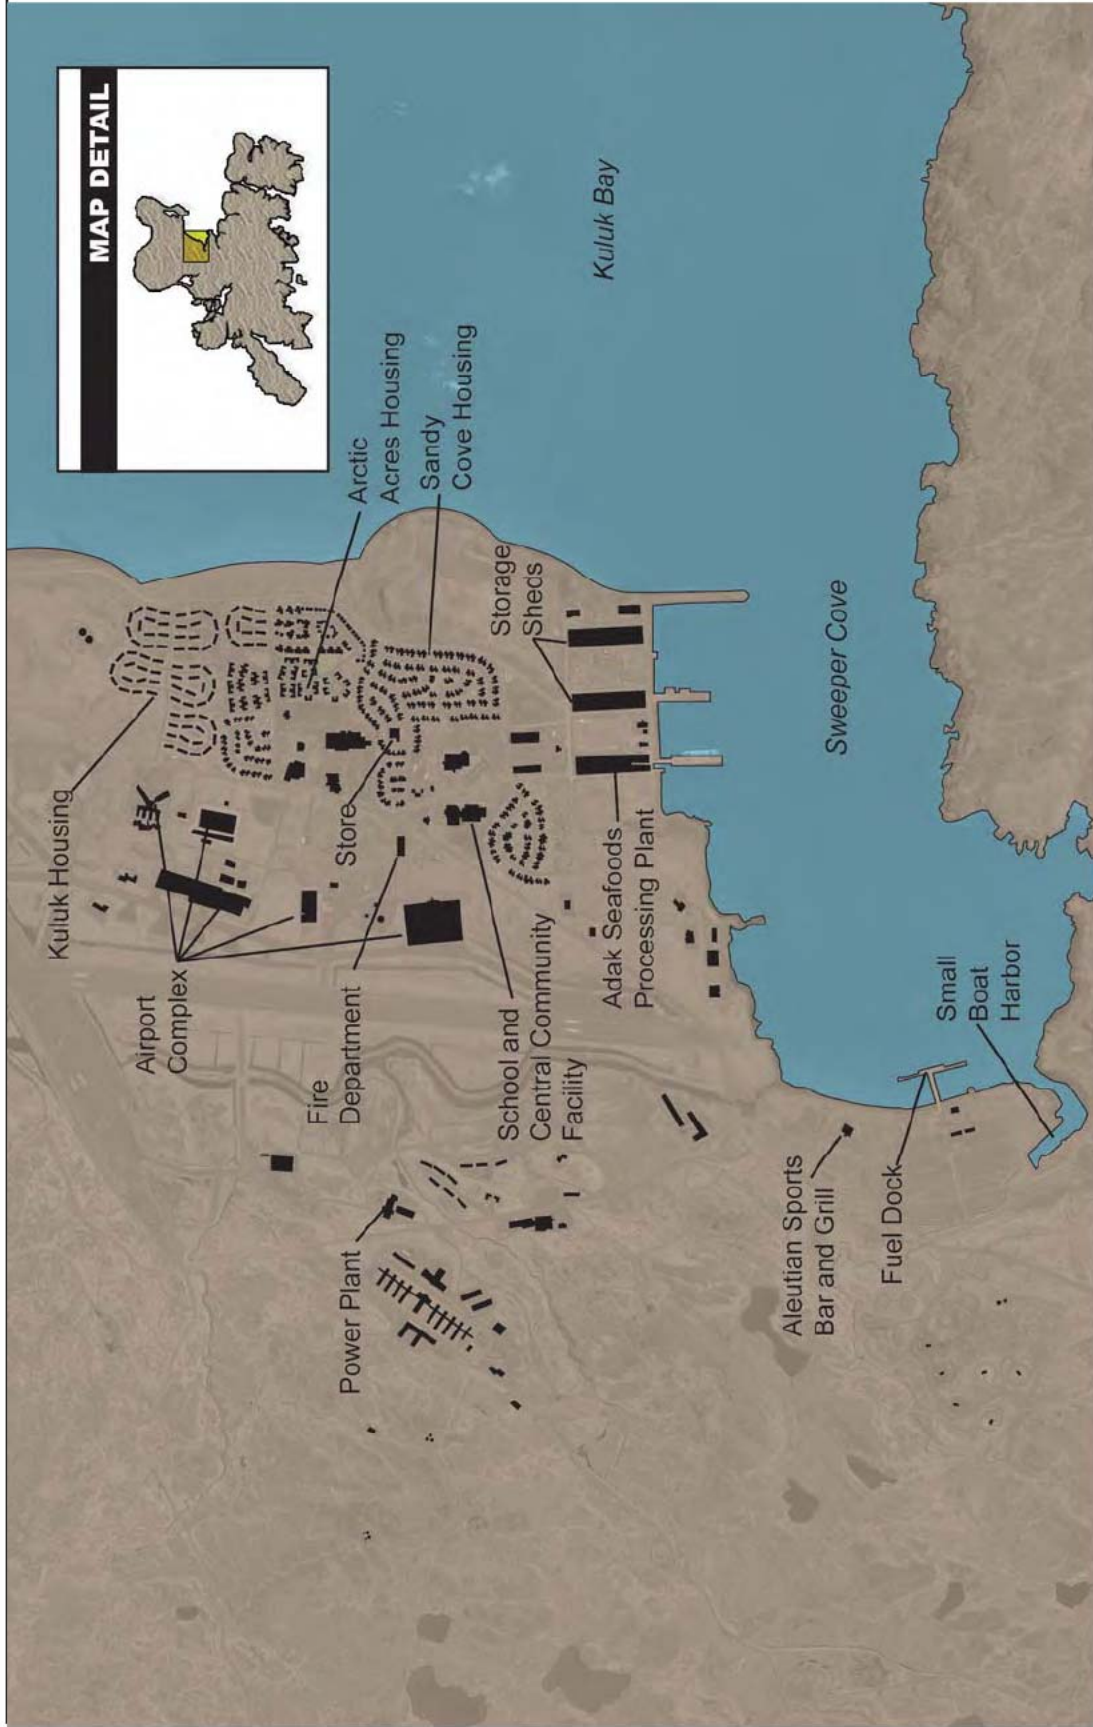 MAP DETAIL
Kuluk Housing
Airport
Complex
Fire
Department
Store
Arctic
Acres Housing
Sandy
Cove Housing
Storage
Sheds
Kuluk Bay
Power Plant
School and
Central Community
Facility
Adak Seafoods
Processing Plant
Sweeper Cove
Aleutian Sports
Bar and Grill
Fuel Dock
Small
Boat
Harbor